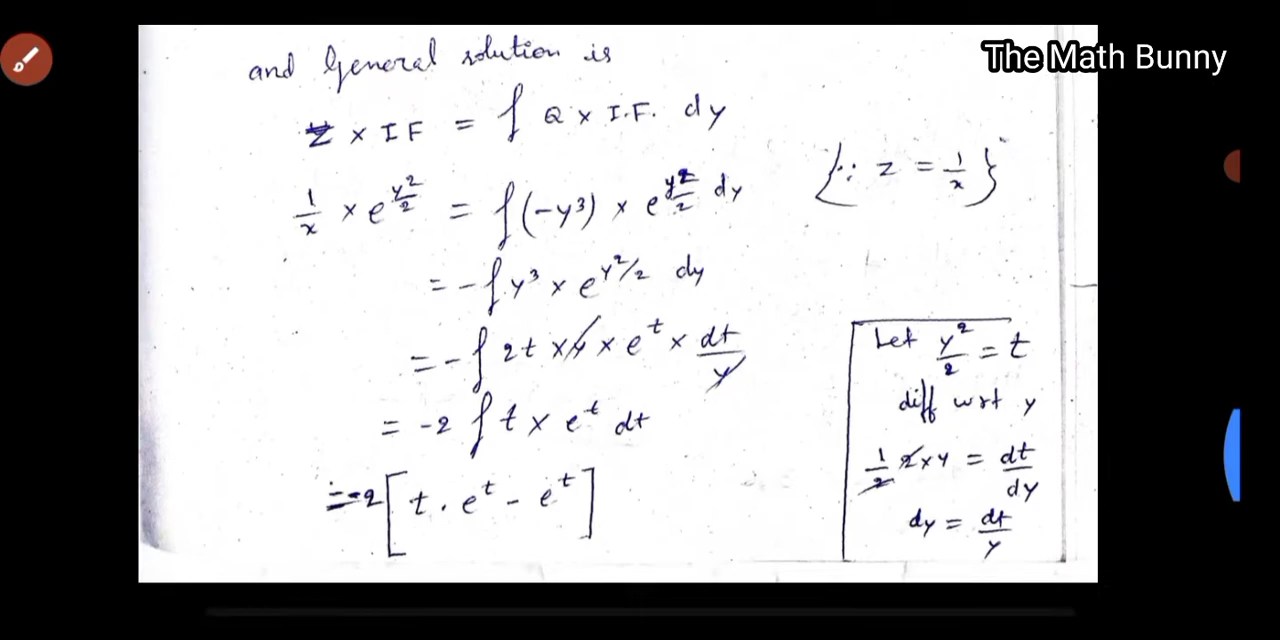 The Math Bunny
and General solution is
Z × IF = ∫ Q × I.F. dy
{∵ z = 1/x}
1/x × e^(y²/2) = ∫(-y³) × e^(y²/2) dy
= -∫ y³ × e^(y²/2) dy
= -∫ 2t × y × e^t × dt/y
= -2 ∫ t × e^t dt
= -2 [t . e^t - e^t]
Let y²/2 = t
diff wrt y
1/2 2×y = dt/dy
dy = dt/y